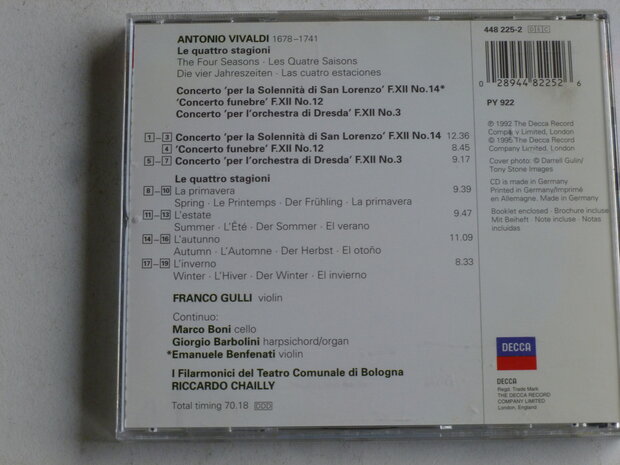 ANTONIO VIVALDI 1678–1741
Le quattro stagioni
The Four Seasons · Les Quatre Saisons
Die vier Jahreszeiten · Las cuatro estaciones
Concerto 'per la Solennità di San Lorenzo' F.XII No.14*
'Concerto funebre' F.XII No.12
Concerto 'per l'orchestra di Dresda' F.XII No.3
1–3 Concerto 'per la Solennità di San Lorenzo' F.XII No.14 12.36
4 'Concerto funebre' F.XII No.12 8.45
5–7 Concerto 'per l'orchestra di Dresda' F.XII No.3 9.17
Le quattro stagioni
8–10 La primavera 9.39
Spring · Le Printemps · Der Frühling · La primavera
11–13 L'estate 9.47
Summer · L'Été · Der Sommer · El verano
14–16 L'autunno 11.09
Autumn · L'Automne · Der Herbst · El otoño
17–19 L'inverno 8.33
Winter · L'Hiver · Der Winter · El invierno
FRANCO GULLI violin
Continuo:
Marco Boni cello
Giorgio Barbolini harpsichord/organ
*Emanuele Benfenati violin
I Filarmonici del Teatro Comunale di Bologna
RICCARDO CHAILLY
Total timing 70.18 DDD
448 225-2 DDD
0 28944 82252 6
PY 922
℗ 1992 The Decca Record
Company Limited, London
© 1995 The Decca Record
Company Limited, London
Cover photo: © Darrell Gulin/
Tony Stone Images
CD is made in Germany
Printed in Germany/Imprimé
en Allemagne. Made in Germany
Booklet enclosed · Brochure incluse
Mit Beiheft · Note incluse · Notas
incluidas
DECCA
DECCA
Regd. Trade Mark
THE DECCA RECORD
COMPANY LIMITED
London, England